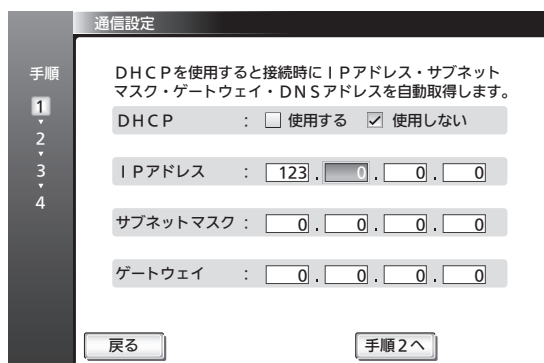 通信設定
手順
1
2
3
4
DHCPを使用すると接続時にIPアドレス・サブネット
マスク・ゲートウェイ・DNSアドレスを自動取得します。
DHCP : 使用する 使用しない
IPアドレス : 123 . 0 . 0 . 0
サブネットマスク : 0 . 0 . 0 . 0
ゲートウェイ : 0 . 0 . 0 . 0
戻る 手順2へ